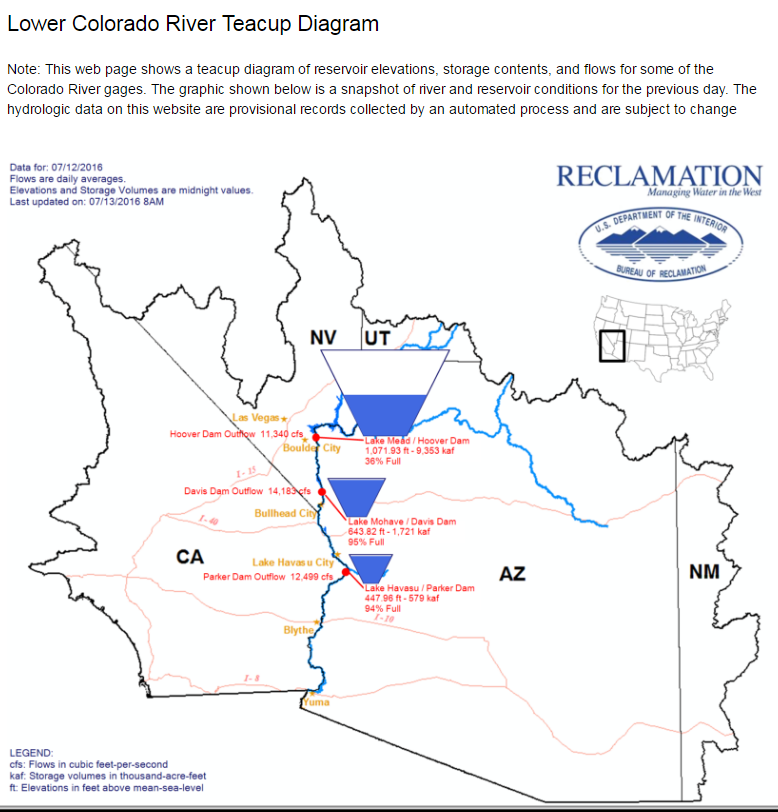 Lower Colorado River Teacup Diagram
Note: This web page shows a teacup diagram of reservoir elevations, storage contents, and flows for some of the
Colorado River gages. The graphic shown below is a snapshot of river and reservoir conditions for the previous day. The
hydrologic data on this website are provisional records collected by an automated process and are subject to change
Data for: 07/12/2016
Flows are daily averages.
Elevations and Storage Volumes are midnight values.
Last updated on: 07/13/2016 8AM
RECLAMATION
Managing Water in the West
U.S. DEPARTMENT OF THE INTERIOR
BUREAU OF RECLAMATION
NV
UT
Las Vegas
Hoover Dam Outflow 11,340 cfs
Boulder City
Lake Mead / Hoover Dam
1,071.93 ft - 9,353 kaf
36% Full
I-15
Davis Dam Outflow 14,183 cfs
Bullhead City
I-40
Lake Mohave / Davis Dam
643.82 ft - 1,721 kaf
95% Full
CA
Lake Havasu City
Parker Dam Outflow 12,499 cfs
AZ
NM
Lake Havasu / Parker Dam
447.96 ft - 579 kaf
94% Full
I-10
Blythe
I-8
Yuma
LEGEND:
cfs: Flows in cubic feet-per-second
kaf: Storage volumes in thousand-acre-feet
ft: Elevations in feet above mean-sea-level